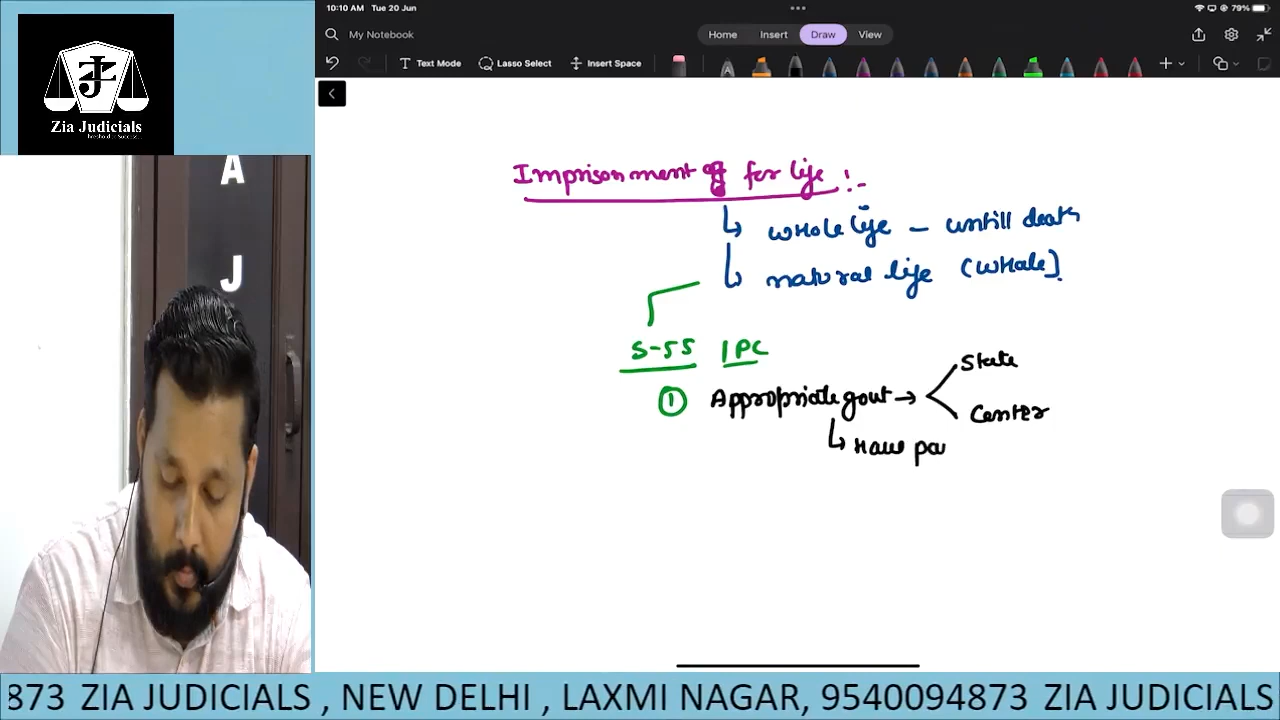 10:10 AM Tue 20 Jun
79%
My Notebook
Home Insert Draw View
Text Mode Lasso Select Insert Space
Zia Judicials
A
J
Imprisonment for life :-
whole life – untill death
natural life (whole)
S-55 IPC
① Appropriate govt → State
Center
Have pow
873 ZIA JUDICIALS , NEW DELHI , LAXMI NAGAR, 9540094873 ZIA JUDICIALS